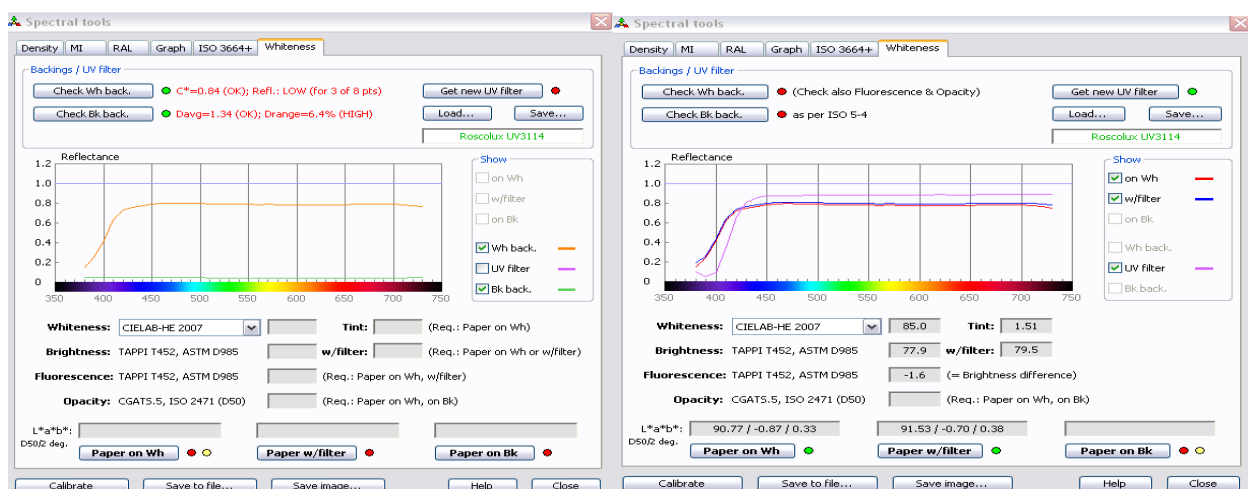 Spectral tools
Density MI RAL Graph ISO 3664+ Whiteness
Backings / UV filter
Check Wh back. C*=0.84 (OK); Refl.: LOW (for 3 of 8 pts) Get new UV filter
Check Bk back. Davg=1.34 (OK); Drange=6.4% (HIGH) Load... Save...
Roscolux UV3114
Reflectance
1.2
1.0
0.8
0.6
0.4
0.2
0
350 400 450 500 550 600 650 700 750
Show
on Wh
w/filter
on Bk
Wh back.
UV filter
Bk back.
Whiteness: CIELAB-HE 2007 Tint: (Req.: Paper on Wh)
Brightness: TAPPI T452, ASTM D985 w/filter: (Req.: Paper on Wh or w/filter)
Fluorescence: TAPPI T452, ASTM D985 (Req.: Paper on Wh, w/filter)
Opacity: CGATS.5, ISO 2471 (D50) (Req.: Paper on Wh, on Bk)
L*a*b*:
D50/2 deg.
Paper on Wh Paper w/filter Paper on Bk
Calibrate Save to file... Save image... Help Close
Spectral tools
Density MI RAL Graph ISO 3664+ Whiteness
Backings / UV filter
Check Wh back. (Check also Fluorescence & Opacity) Get new UV filter
Check Bk back. as per ISO 5-4 Load... Save...
Roscolux UV3114
Reflectance
1.2
1.0
0.8
0.6
0.4
0.2
0
350 400 450 500 550 600 650 700 750
Show
on Wh
w/filter
on Bk
Wh back.
UV filter
Bk back.
Whiteness: CIELAB-HE 2007 85.0 Tint: 1.51
Brightness: TAPPI T452, ASTM D985 77.9 w/filter: 79.5
Fluorescence: TAPPI T452, ASTM D985 -1.6 (= Brightness difference)
Opacity: CGATS.5, ISO 2471 (D50) (Req.: Paper on Wh, on Bk)
L*a*b*: 90.77 / -0.87 / 0.33 91.53 / -0.70 / 0.38
D50/2 deg.
Paper on Wh Paper w/filter Paper on Bk
Calibrate Save to file... Save image... Help Close